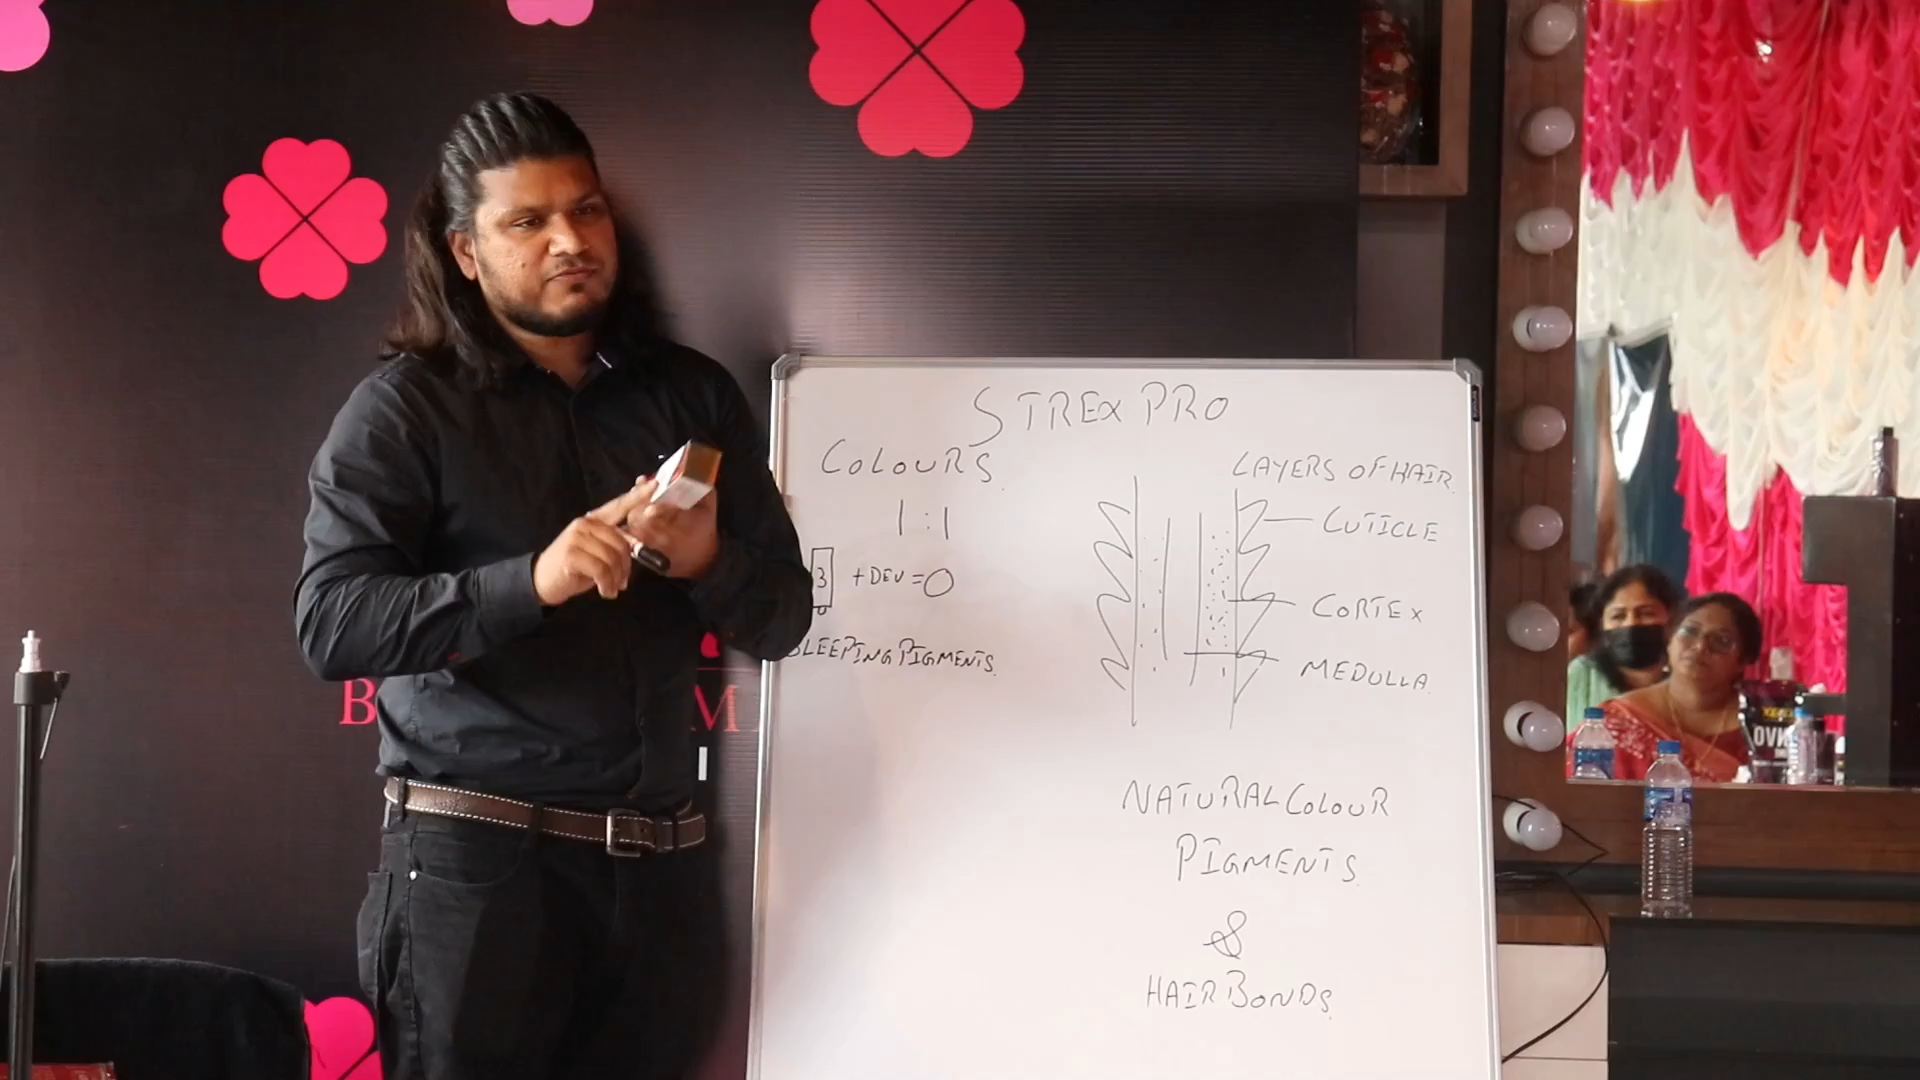 STREX PRO
COLOURS
1:1
3 +DEV = O
SLEEPING PIGMENTS
LAYERS OF HAIR
CUTICLE
CORTEX
MEDULLA
NATURAL COLOUR
PIGMENTS
&
HAIR BONDS
B
M